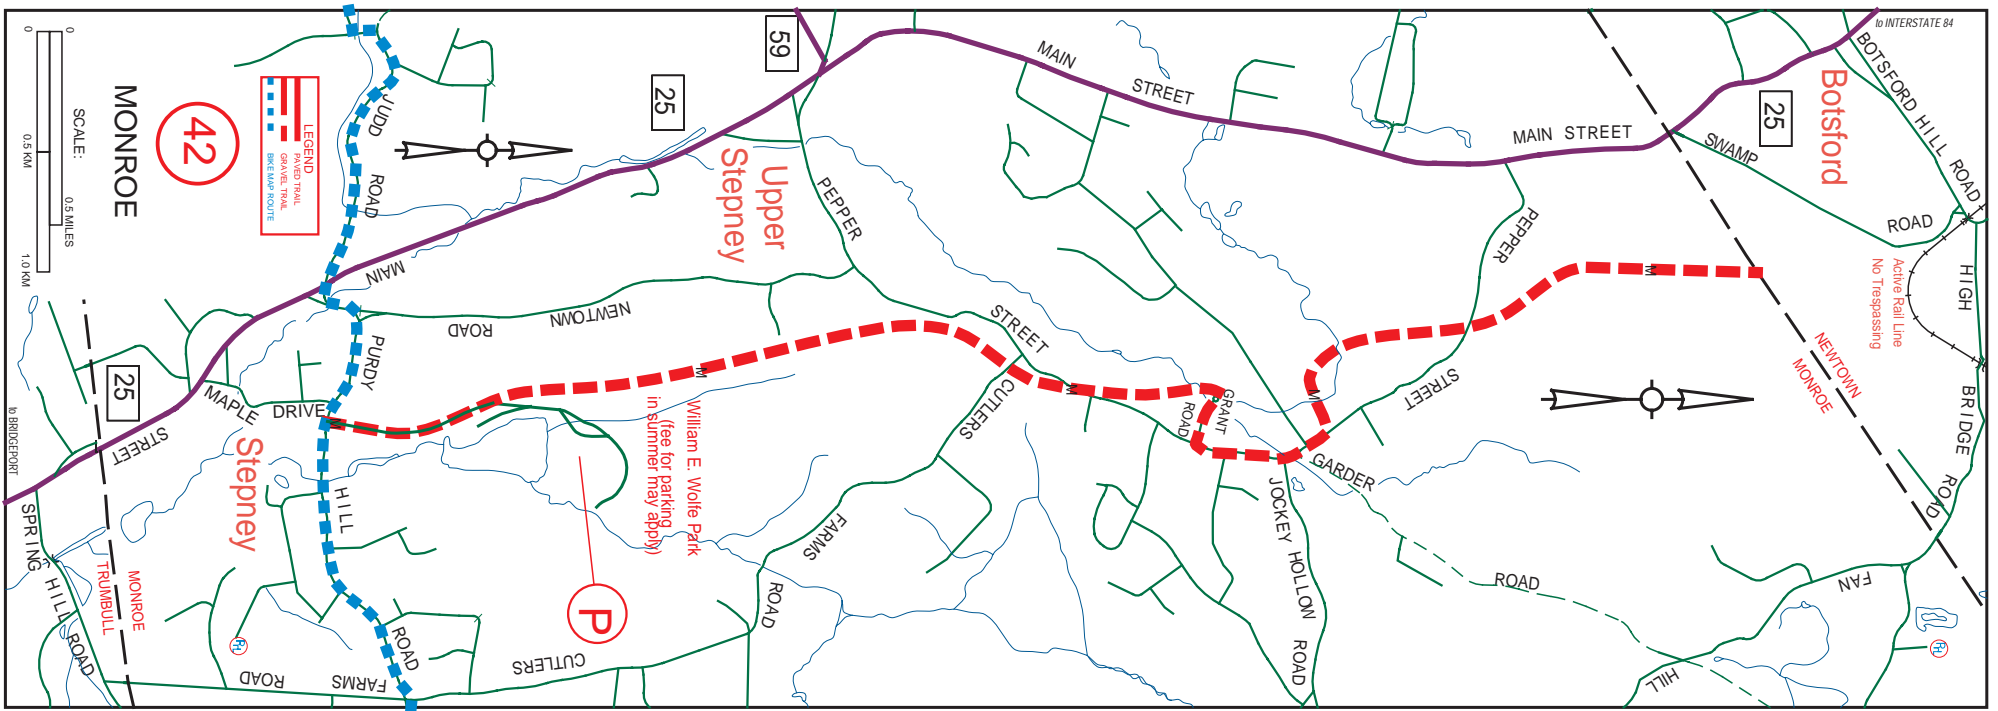 to INTERSTATE 84
BOTSFORD HILL ROAD
Botsford
25
SWAMP
ROAD
HIGH
BRIDGE
ROAD
Active Rail Line
No Trespassing
NEWTOWN
MONROE
59
MAIN
STREET
MAIN STREET
25
Upper
Stepney
PEPPER
STREET
PEPPER
STREET
0
0.5 MILES
0
0.5 KM
1.0 KM
SCALE:
MONROE
42
LEGEND
PAVED TRAIL
GRAVEL TRAIL
BIKE MAP ROUTE
JUDD
ROAD
MAIN
STREET
NEWTOWN
ROAD
PURDY
HILL
ROAD
MAPLE
DRIVE
Stepney
25
to BRIDGEPORT
SPRING
HILL
ROAD
MONROE
TRUMBULL
M
M
M
M
M
William E. Wolfe Park
(fee for parking
in summer may apply)
P
CUTLERS
FARMS
ROAD
CUTLERS
FARMS
ROAD
GRANT
ROAD
GARDER
ROAD
JOCKEY HOLLOW
ROAD
FAN
HILL